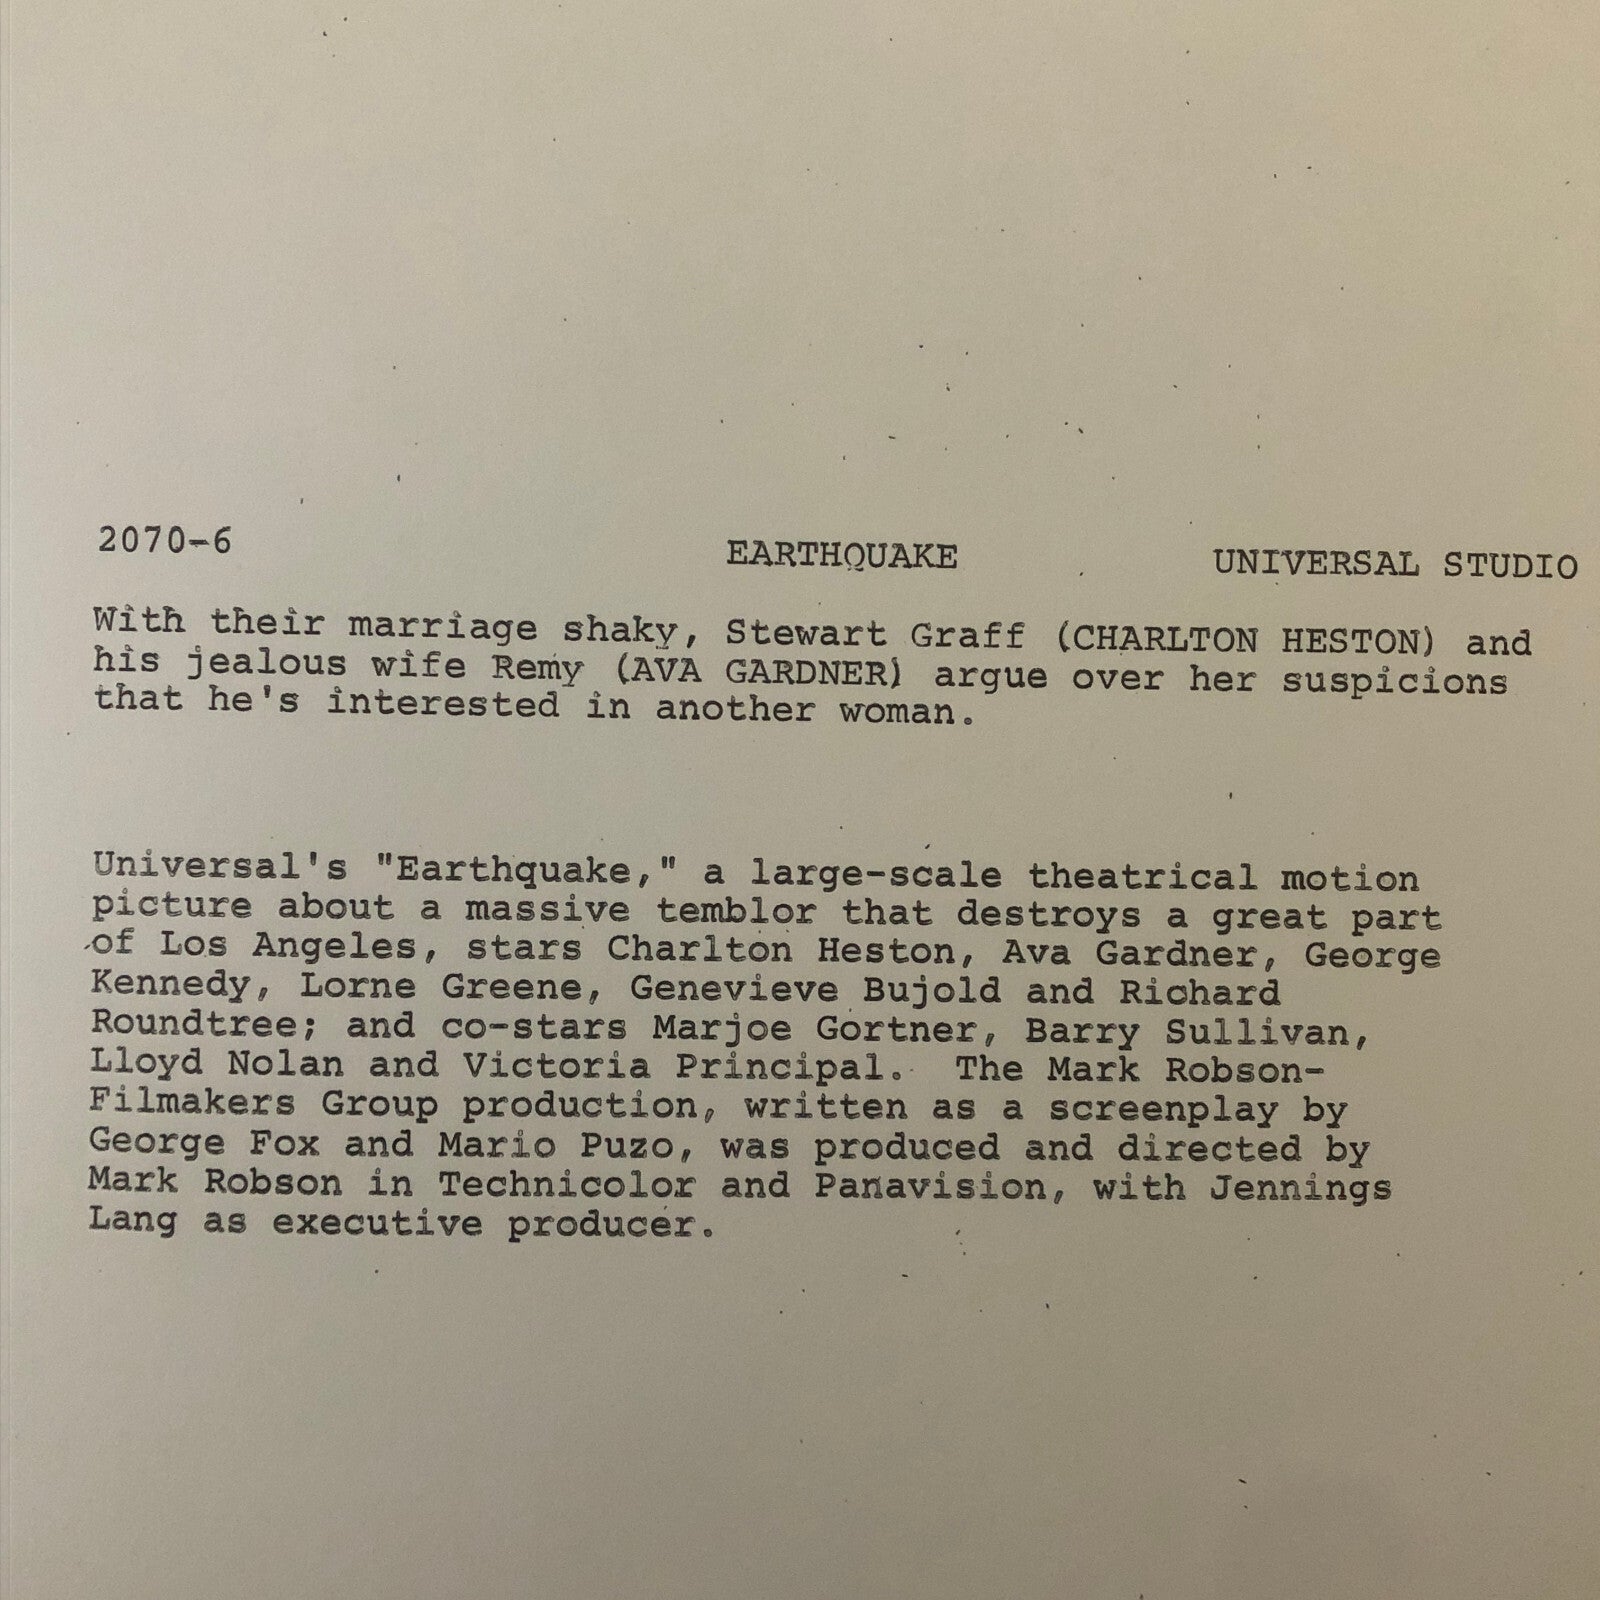 2070-6 EARTHQUAKE UNIVERSAL STUDIO
With their marriage shaky, Stewart Graff (CHARLTON HESTON) and
his jealous wife Remy (AVA GARDNER) argue over her suspicions
that he's interested in another woman.
Universal's "Earthquake," a large-scale theatrical motion
picture about a massive temblor that destroys a great part
of Los Angeles, stars Charlton Heston, Ava Gardner, George
Kennedy, Lorne Greene, Genevieve Bujold and Richard
Roundtree; and co-stars Marjoe Gortner, Barry Sullivan,
Lloyd Nolan and Victoria Principal. The Mark Robson-
Filmakers Group production, written as a screenplay by
George Fox and Mario Puzo, was produced and directed by
Mark Robson in Technicolor and Panavision, with Jennings
Lang as executive producer.